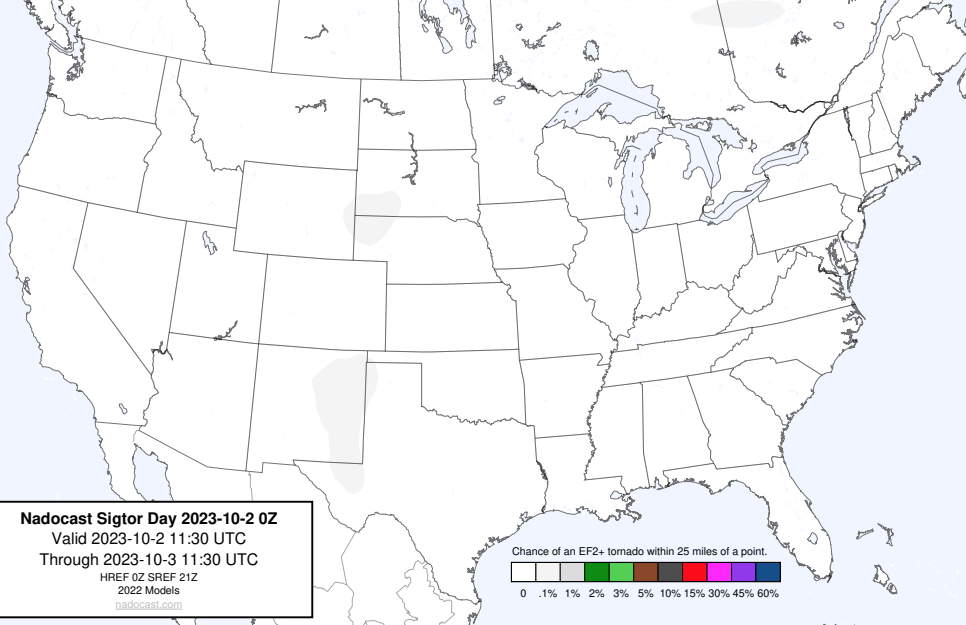 Nadocast Sigtor Day 2023-10-2 0Z
Valid 2023-10-2 11:30 UTC
Through 2023-10-3 11:30 UTC
HREF 0Z SREF 21Z
2022 Models
nadocast.com
Chance of an EF2+ tornado within 25 miles of a point.
0 .1% 1% 2% 3% 5% 10% 15% 30% 45% 60%